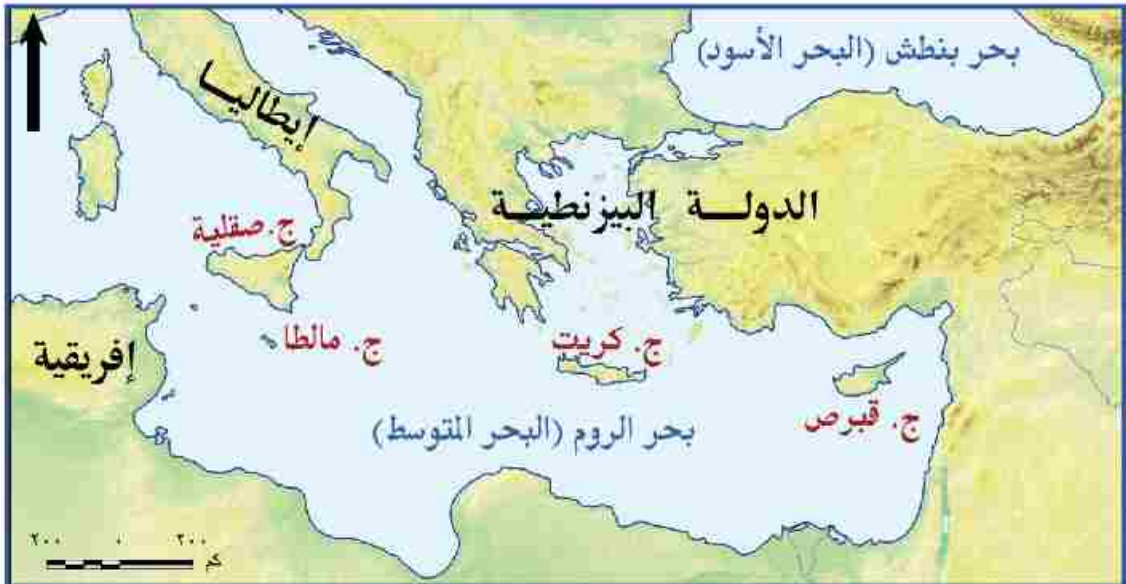 بحر بنطش (البحر الأسود)
إيطاليا
الدولة البيزنطية
ج. صقلية
ج. مالطا
ج. كريت
إفريقية
ج. قبرص
بحر الروم (البحر المتوسط)
٢٠٠ ٠ ٢٠٠
كم